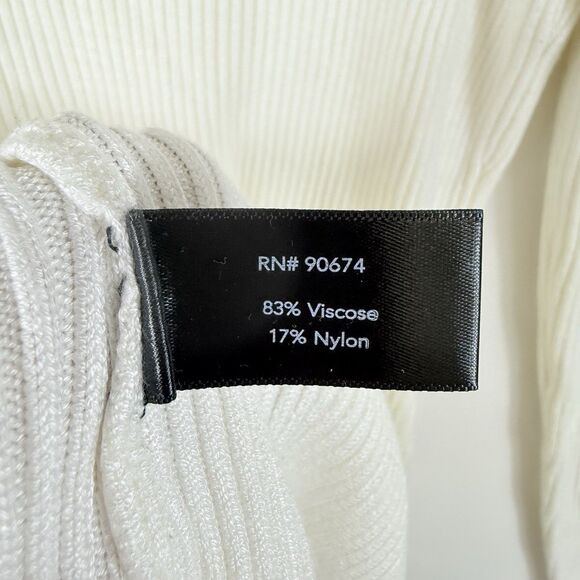 RN# 90674
83% Viscose
17% Nylon